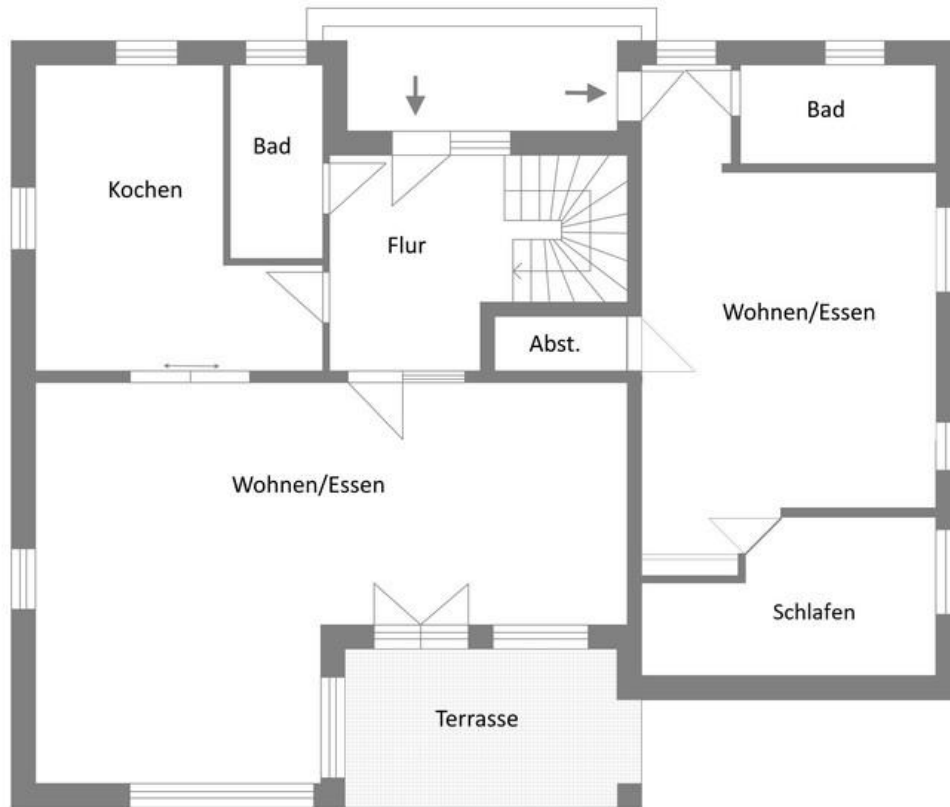 Bad
Bad
Kochen
Flur
Wohnen/Essen
Abst.
Wohnen/Essen
Schlafen
Terrasse